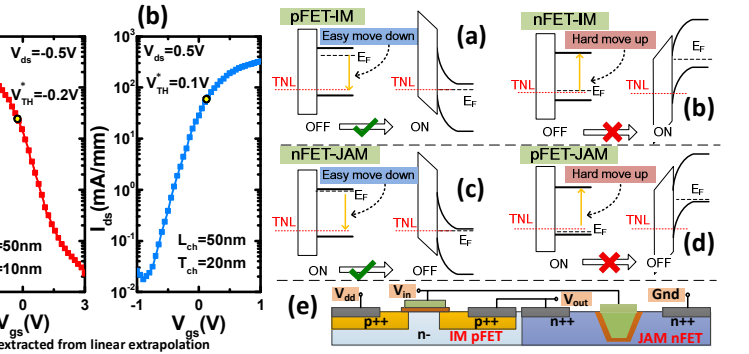 (b)
V_ds=-0.5V
V*_TH=-0.2V
50nm
10nm
3
V_gs(V)
extracted from linear extrapolation
I_ds(mA/mm)
10^3
10^2
10^1
10^0
10^-1
10^-2
V_ds=0.5V
V*_TH=0.1V
L_ch=50nm
T_ch=20nm
-1
0
1
V_gs(V)
pFET-IM
Easy move down
(a)
E_F
TNL
E_F
OFF
ON
nFET-IM
Hard move up
E_F
TNL
E_F
(b)
OFF
ON
nFET-JAM
Easy move down
(c)
E_F
TNL
E_F
ON
OFF
pFET-JAM
Hard move up
E_F
TNL
E_F
TNL
(d)
ON
OFF
(e)
V_dd
V_in
V_out
Gnd
p++
p++
n++
n++
n-
IM pFET
JAM nFET